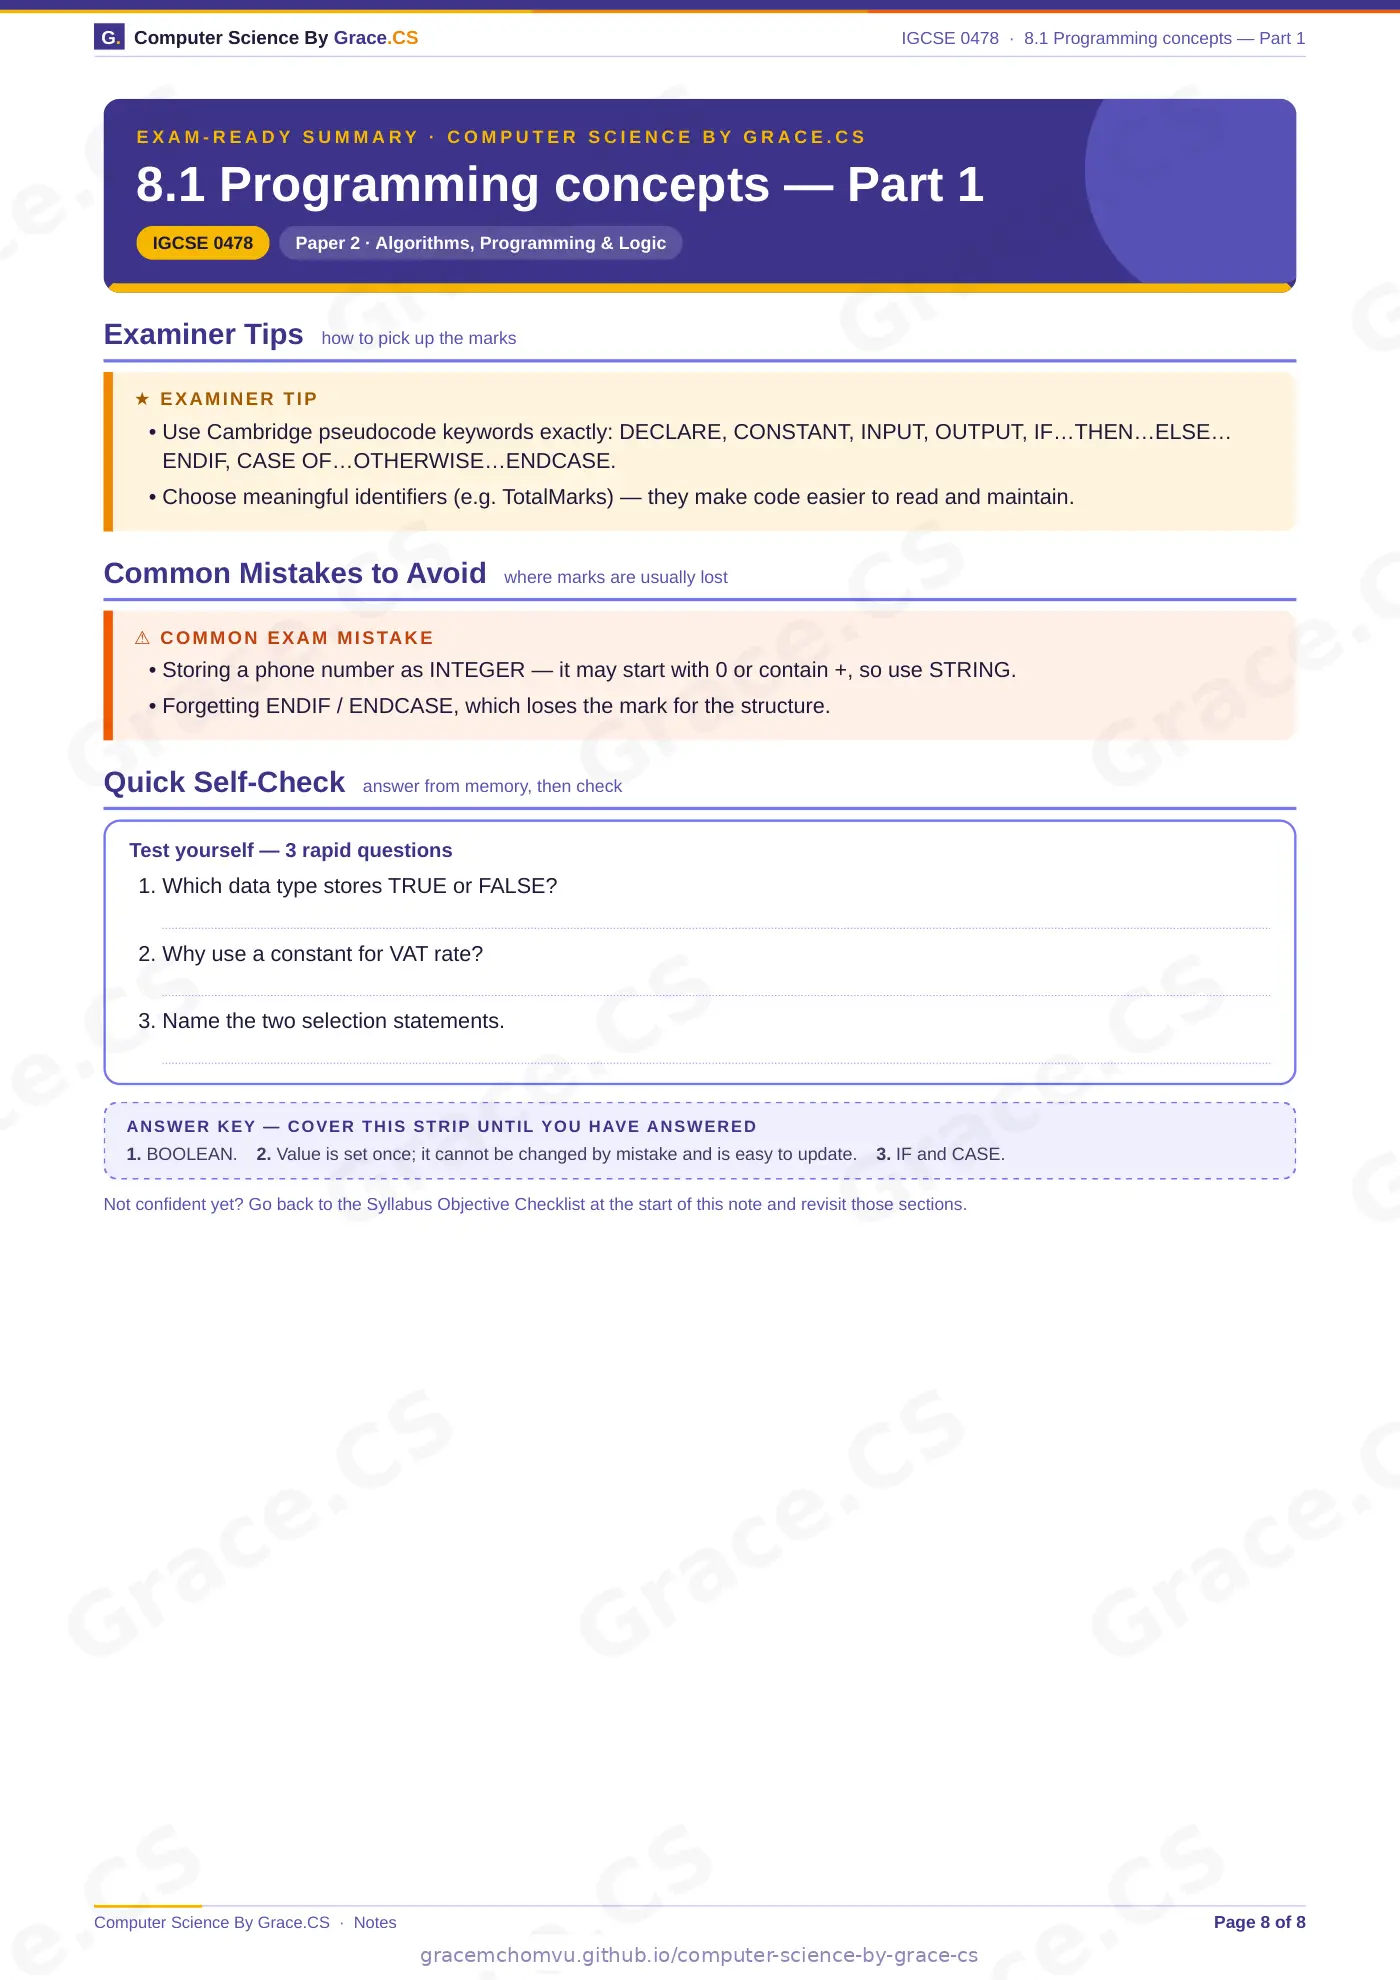 G. Computer Science By Grace.CS
IGCSE 0478 · 8.1 Programming concepts — Part 1
EXAM-READY SUMMARY · COMPUTER SCIENCE BY GRACE.CS
8.1 Programming concepts — Part 1
IGCSE 0478
Paper 2 · Algorithms, Programming & Logic
Examiner Tips how to pick up the marks
★ EXAMINER TIP
• Use Cambridge pseudocode keywords exactly: DECLARE, CONSTANT, INPUT, OUTPUT, IF…THEN…ELSE…
ENDIF, CASE OF…OTHERWISE…ENDCASE.
• Choose meaningful identifiers (e.g. TotalMarks) — they make code easier to read and maintain.
Common Mistakes to Avoid where marks are usually lost
⚠ COMMON EXAM MISTAKE
• Storing a phone number as INTEGER — it may start with 0 or contain +, so use STRING.
• Forgetting ENDIF / ENDCASE, which loses the mark for the structure.
Quick Self-Check answer from memory, then check
Test yourself — 3 rapid questions
1. Which data type stores TRUE or FALSE?
2. Why use a constant for VAT rate?
3. Name the two selection statements.
ANSWER KEY — COVER THIS STRIP UNTIL YOU HAVE ANSWERED
1. BOOLEAN. 2. Value is set once; it cannot be changed by mistake and is easy to update. 3. IF and CASE.
Not confident yet? Go back to the Syllabus Objective Checklist at the start of this note and revisit those sections.
Computer Science By Grace.CS · Notes
Page 8 of 8
gracemchomvu.github.io/computer-science-by-grace-cs